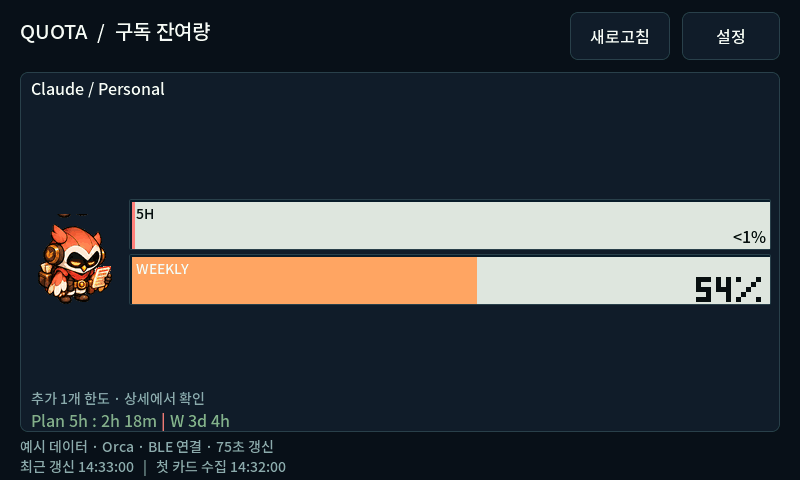 QUOTA / 구독 잔여량
새로고침
설정
Claude / Personal
5H
<1%
WEEKLY
54%
추가 1개 한도 · 상세에서 확인
Plan 5h : 2h 18m | W 3d 4h
예시 데이터 · Orca · BLE 연결 · 75초 갱신
최근 갱신 14:33:00 | 첫 카드 수집 14:32:00